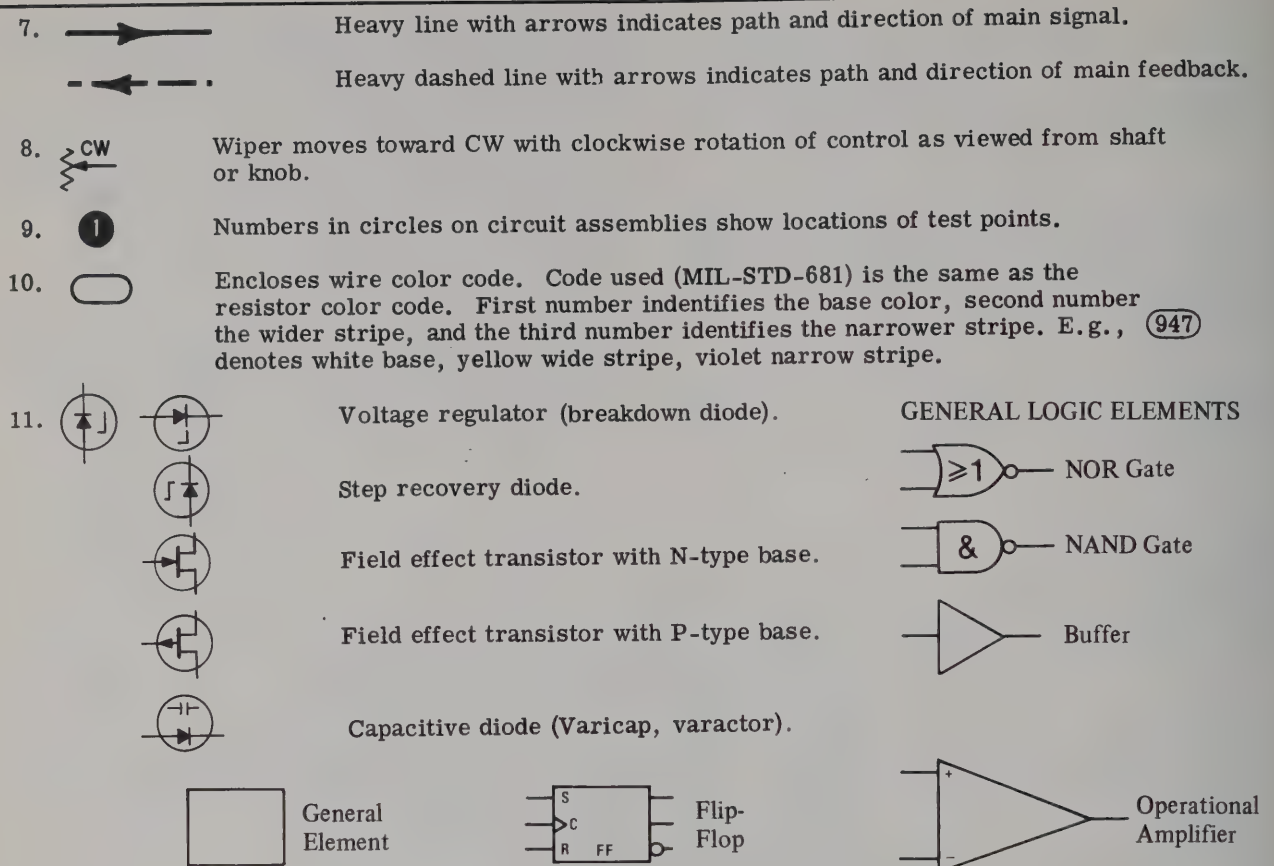 7. Heavy line with arrows indicates path and direction of main signal.
Heavy dashed line with arrows indicates path and direction of main feedback.
8. CW Wiper moves toward CW with clockwise rotation of control as viewed from shaft
or knob.
9. 1 Numbers in circles on circuit assemblies show locations of test points.
10. Encloses wire color code. Code used (MIL-STD-681) is the same as the
resistor color code. First number indentifies the base color, second number
the wider stripe, and the third number identifies the narrower stripe. E.g., 947
denotes white base, yellow wide stripe, violet narrow stripe.
11. Voltage regulator (breakdown diode).
Step recovery diode.
Field effect transistor with N-type base.
Field effect transistor with P-type base.
Capacitive diode (Varicap, varactor).
GENERAL LOGIC ELEMENTS
≥1 NOR Gate
& NAND Gate
Buffer
General
Element
S
C
R FF
Flip-
Flop
+
-
Operational
Amplifier